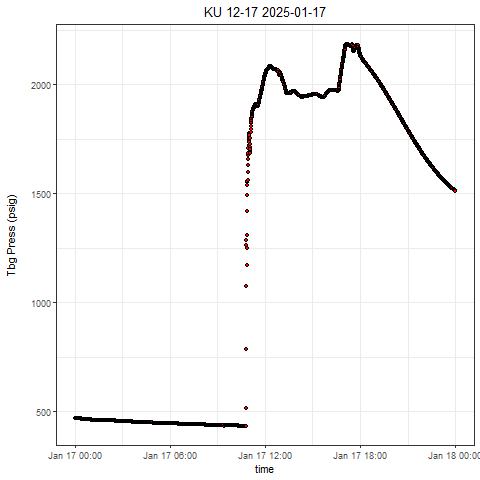 KU 12-17 2025-01-17
Tbg Press (psig)
2000
1500
1000
500
Jan 17 00:00 Jan 17 06:00 Jan 17 12:00 Jan 17 18:00 Jan 18 00:00
time